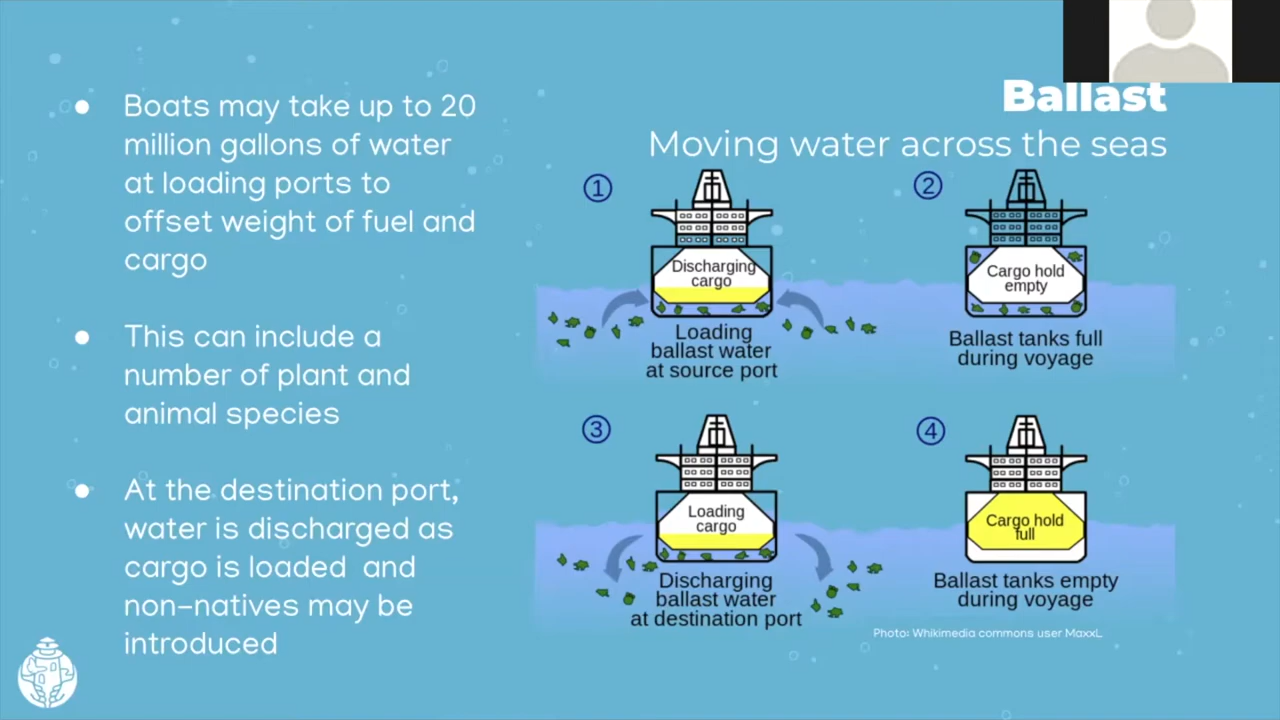 Ballast
Moving water across the seas
● Boats may take up to 20
million gallons of water
at loading ports to
offset weight of fuel and
cargo
● This can include a
number of plant and
animal species
● At the destination port,
water is discharged as
cargo is loaded  and
non-natives may be
introduced
1
Discharging
cargo
Loading
ballast water
at source port
2
Cargo hold
empty
Ballast tanks full
during voyage
3
Loading
cargo
Discharging
ballast water
at destination port
4
Cargo hold
full
Ballast tanks empty
during voyage
Photo: Whikimedia commons user MaxxL